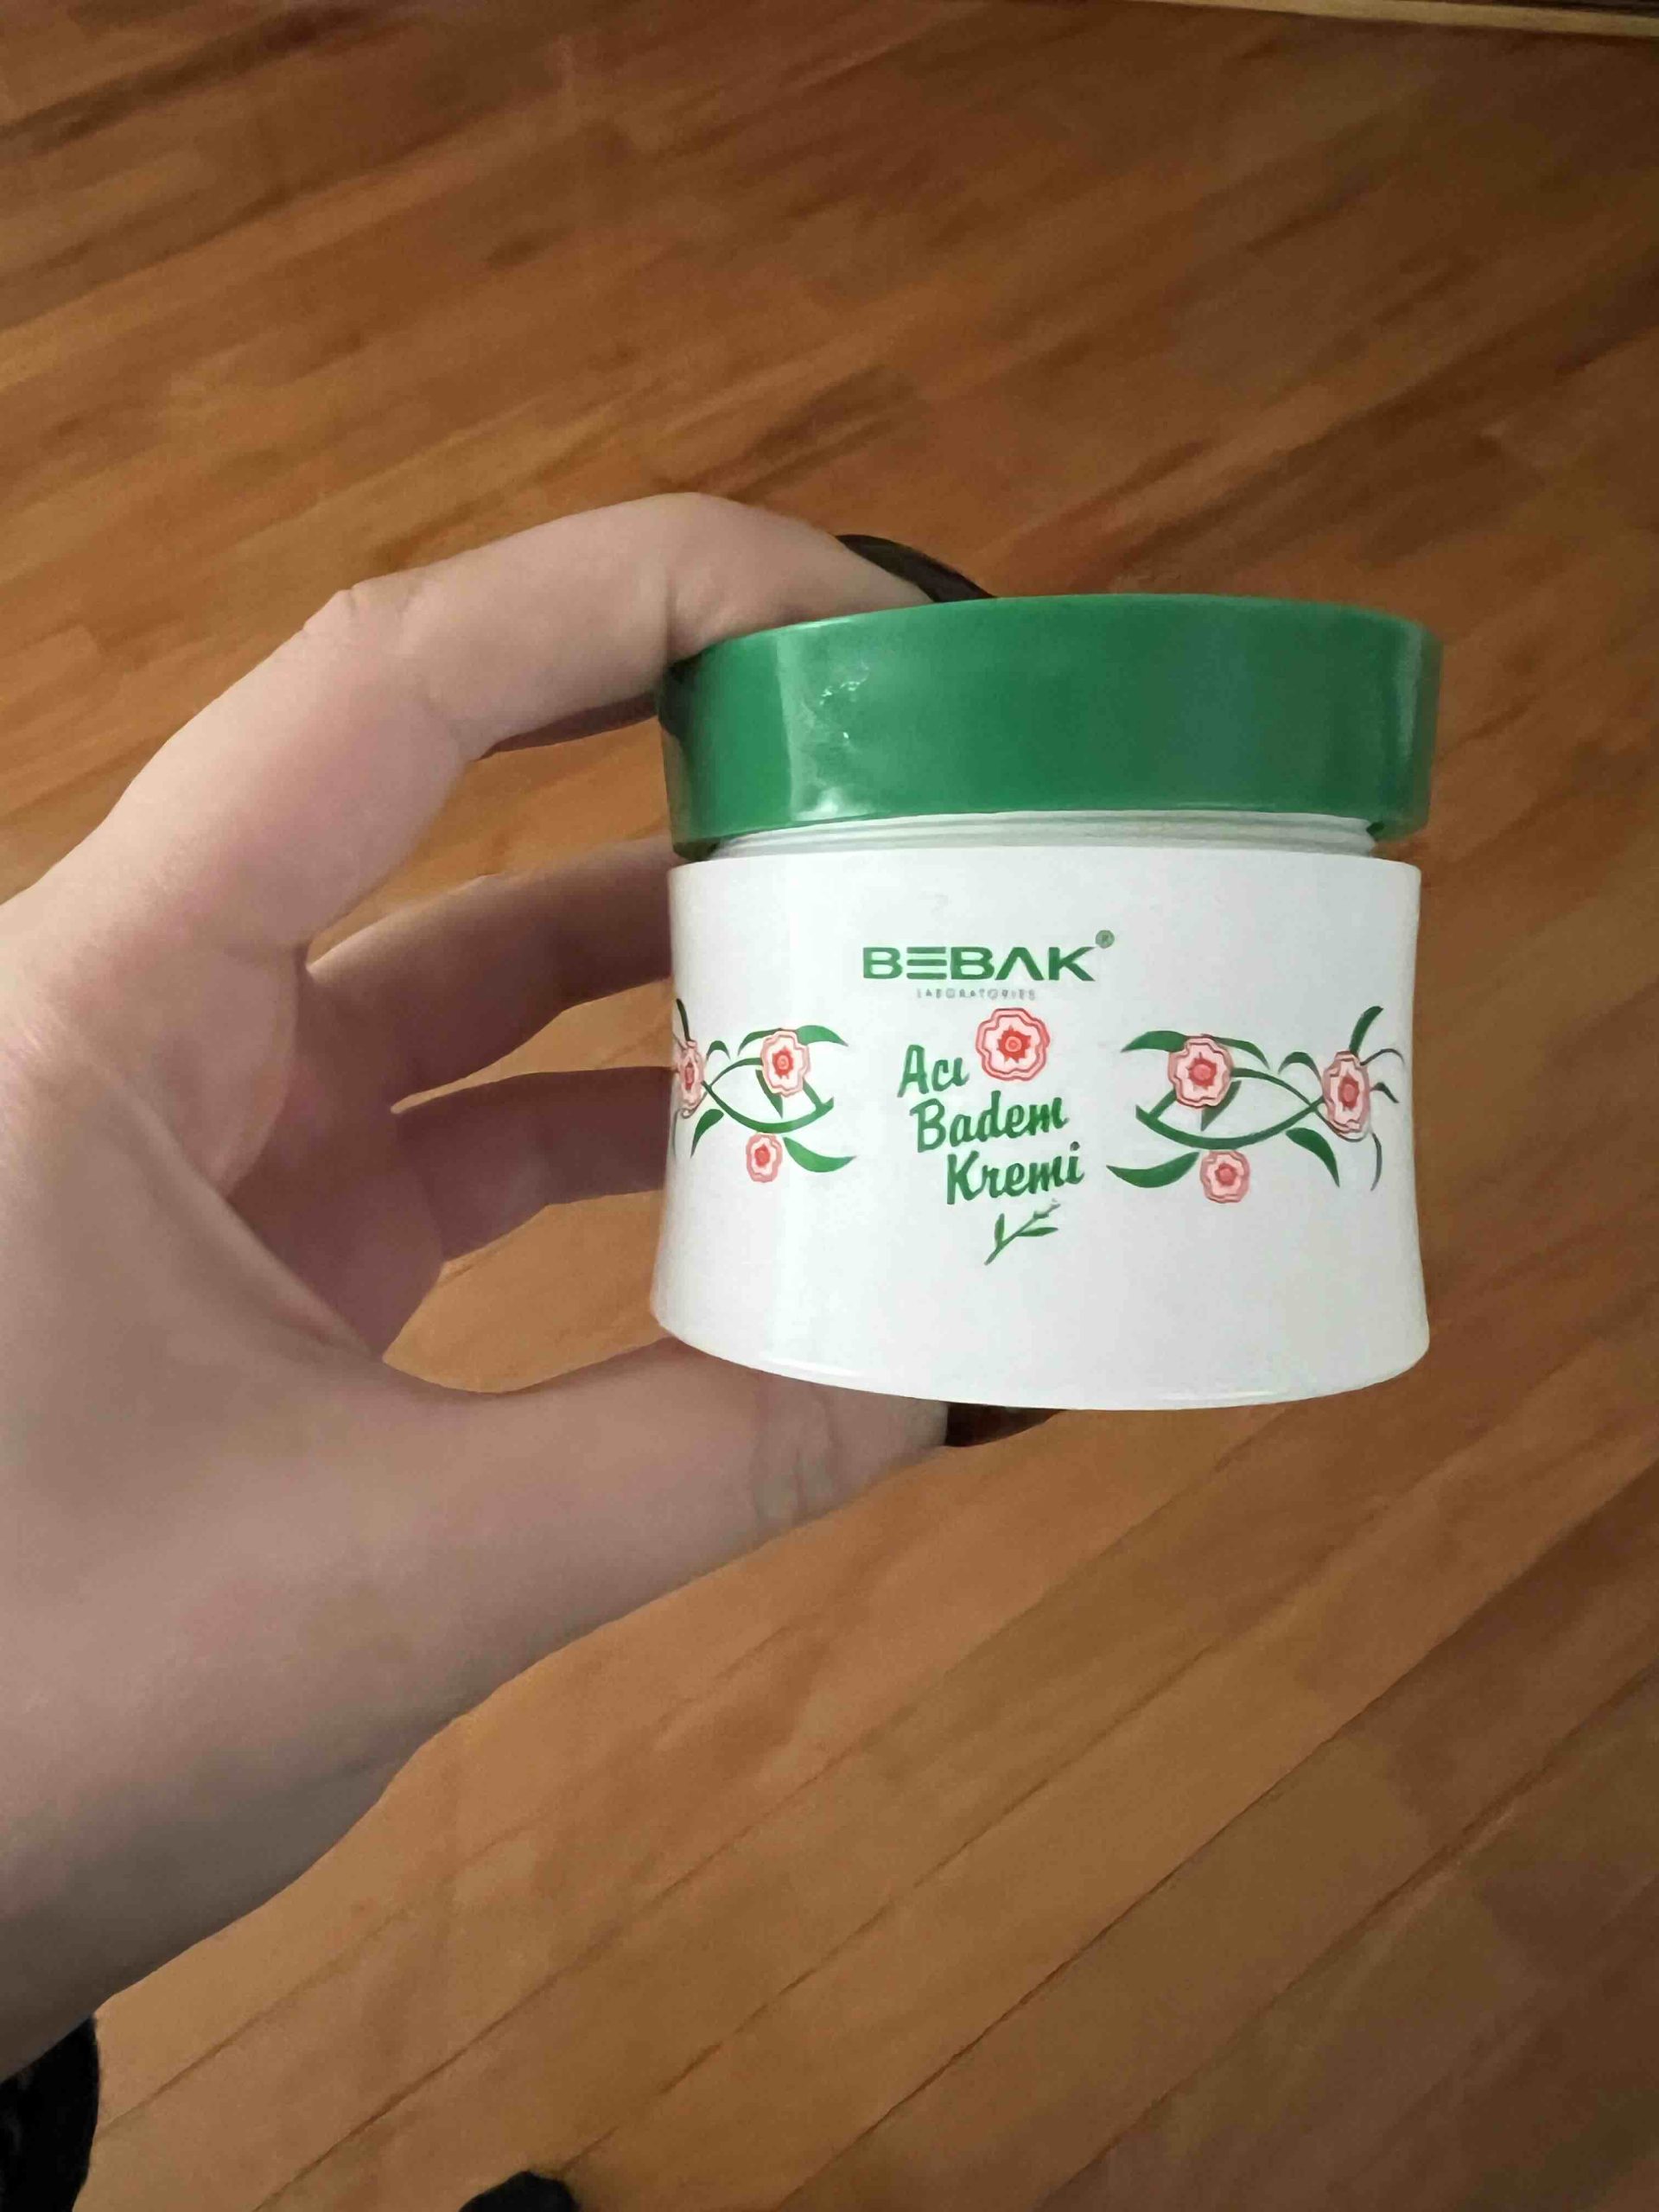 BEBAK®
LABORATORIES
Acı
Badem
Kremi